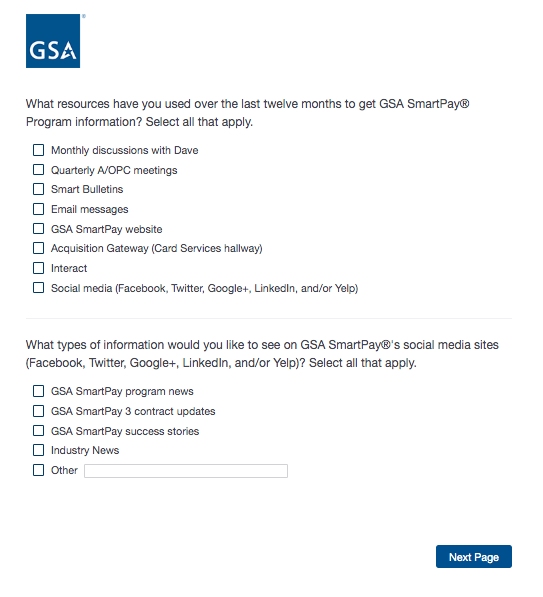 GSA
What resources have you used over the last twelve months to get GSA SmartPay®
Program information? Select all that apply.
Monthly discussions with Dave
Quarterly A/OPC meetings
Smart Bulletins
Email messages
GSA SmartPay website
Acquisition Gateway (Card Services hallway)
Interact
Social media (Facebook, Twitter, Google+, LinkedIn, and/or Yelp)
What types of information would you like to see on GSA SmartPay®'s social media sites
(Facebook, Twitter, Google+, LinkedIn, and/or Yelp)? Select all that apply.
GSA SmartPay program news
GSA SmartPay 3 contract updates
GSA SmartPay success stories
Industry News
Other
Next Page